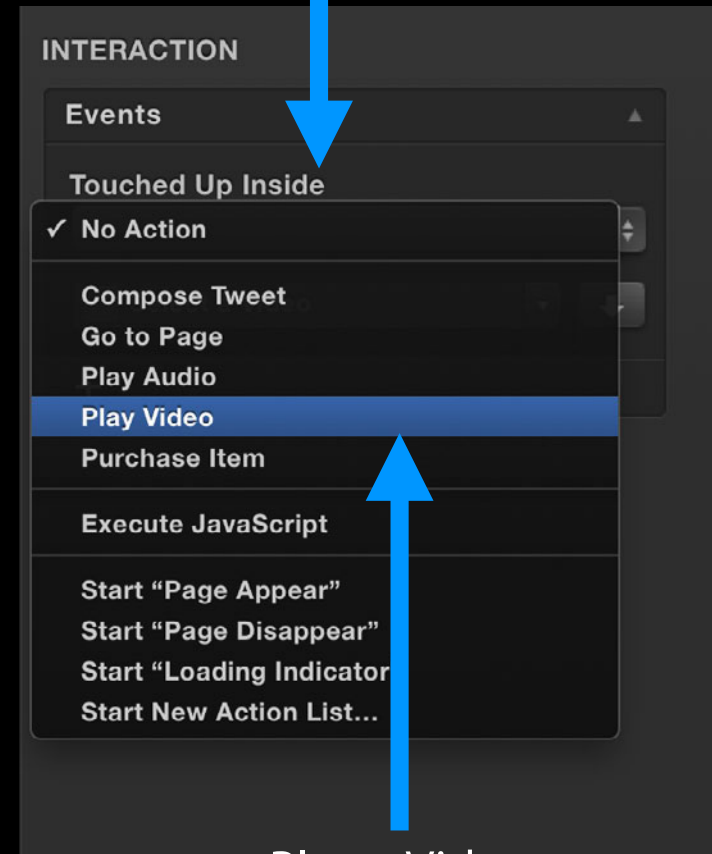 INTERACTION
Events
Touched Up Inside
✓ No Action
Compose Tweet
Go to Page
Play Audio
Play Video
Purchase Item
Execute JavaScript
Start “Page Appear”
Start “Page Disappear”
Start “Loading Indicator
Start New Action List...